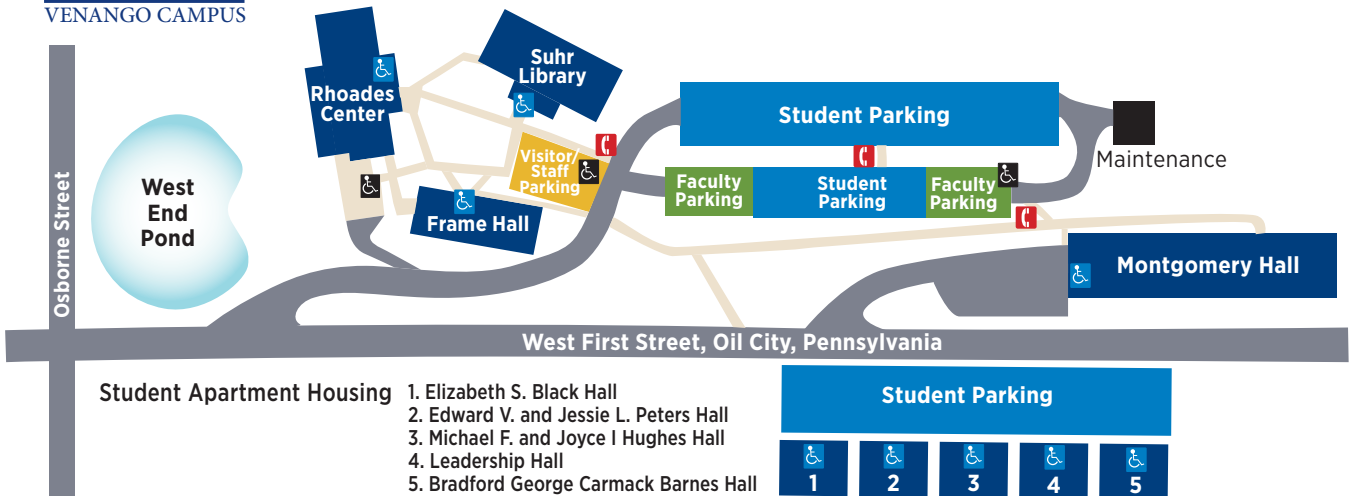 VENANGO CAMPUS
Osborne Street
West
End
Pond
Rhoades
Center
Suhr
Library
Visitor/
Staff
Parking
Frame Hall
Student Parking
Maintenance
Faculty
Parking
Student
Parking
Faculty
Parking
Montgomery Hall
West First Street, Oil City, Pennsylvania
Student Apartment Housing
1. Elizabeth S. Black Hall
2. Edward V. and Jessie L. Peters Hall
3. Michael F. and Joyce I Hughes Hall
4. Leadership Hall
5. Bradford George Carmack Barnes Hall
Student Parking
1
2
3
4
5